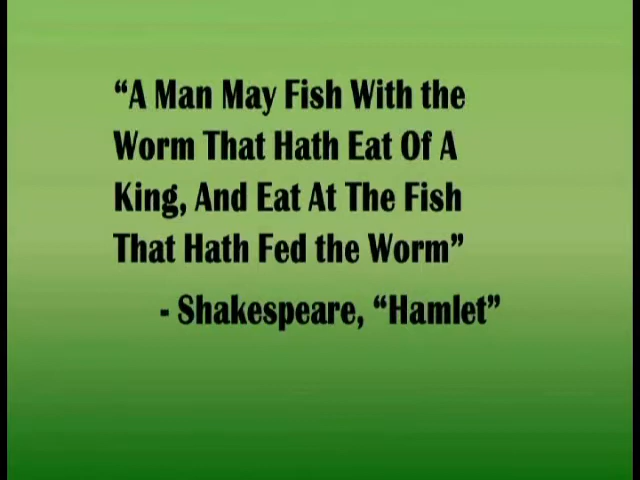 “A Man May Fish With the
Worm That Hath Eat Of A
King, And Eat At The Fish
That Hath Fed the Worm”
- Shakespeare, “Hamlet”